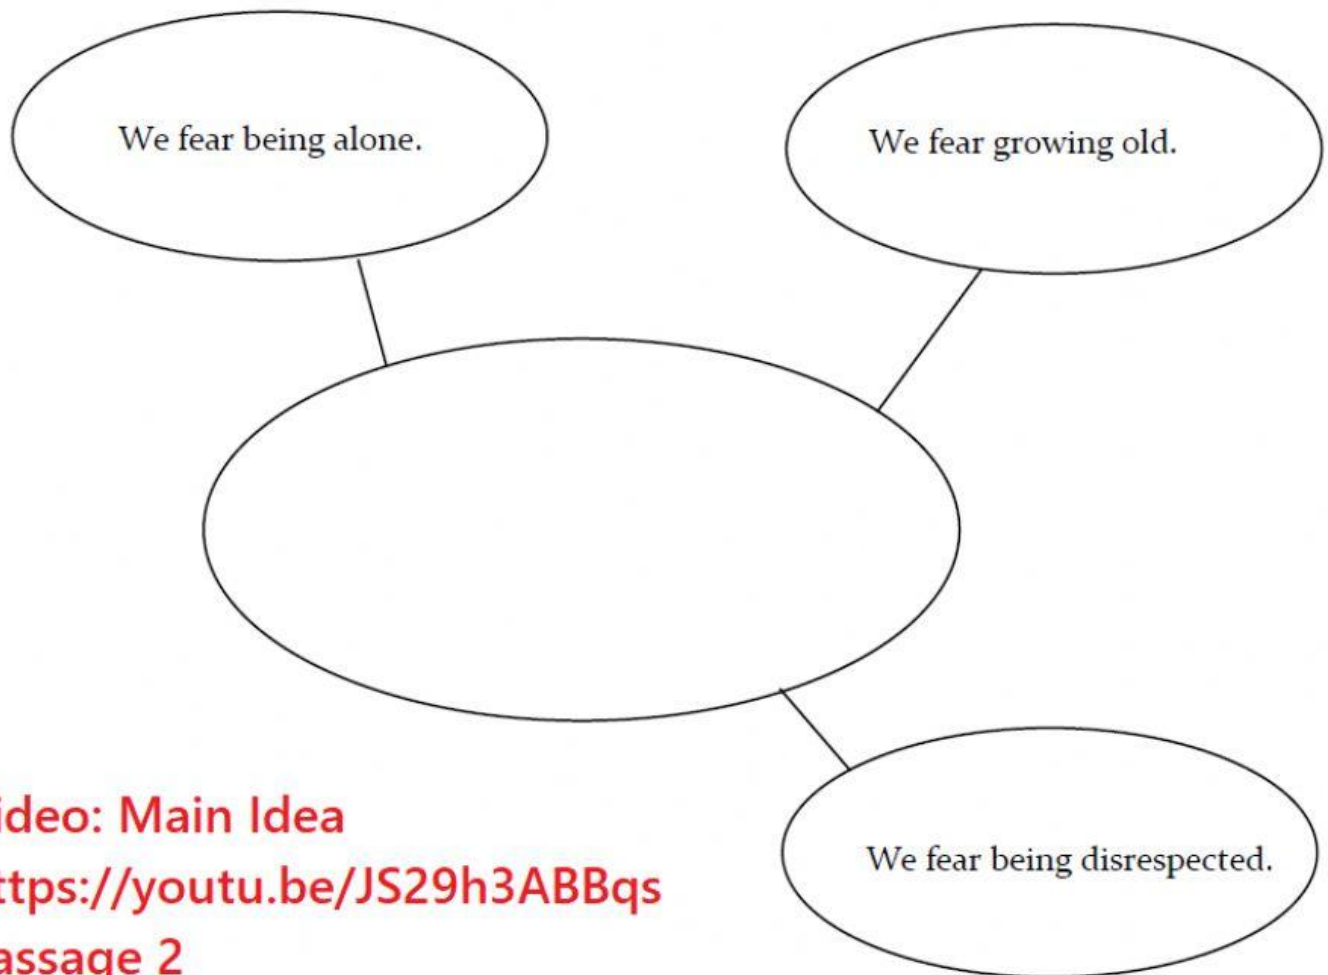 We fear being alone.
We fear growing old.
ideo: Main Idea
ttps://youtu.be/JS29h3ABBqs
assage 2
We fear being disrespected.